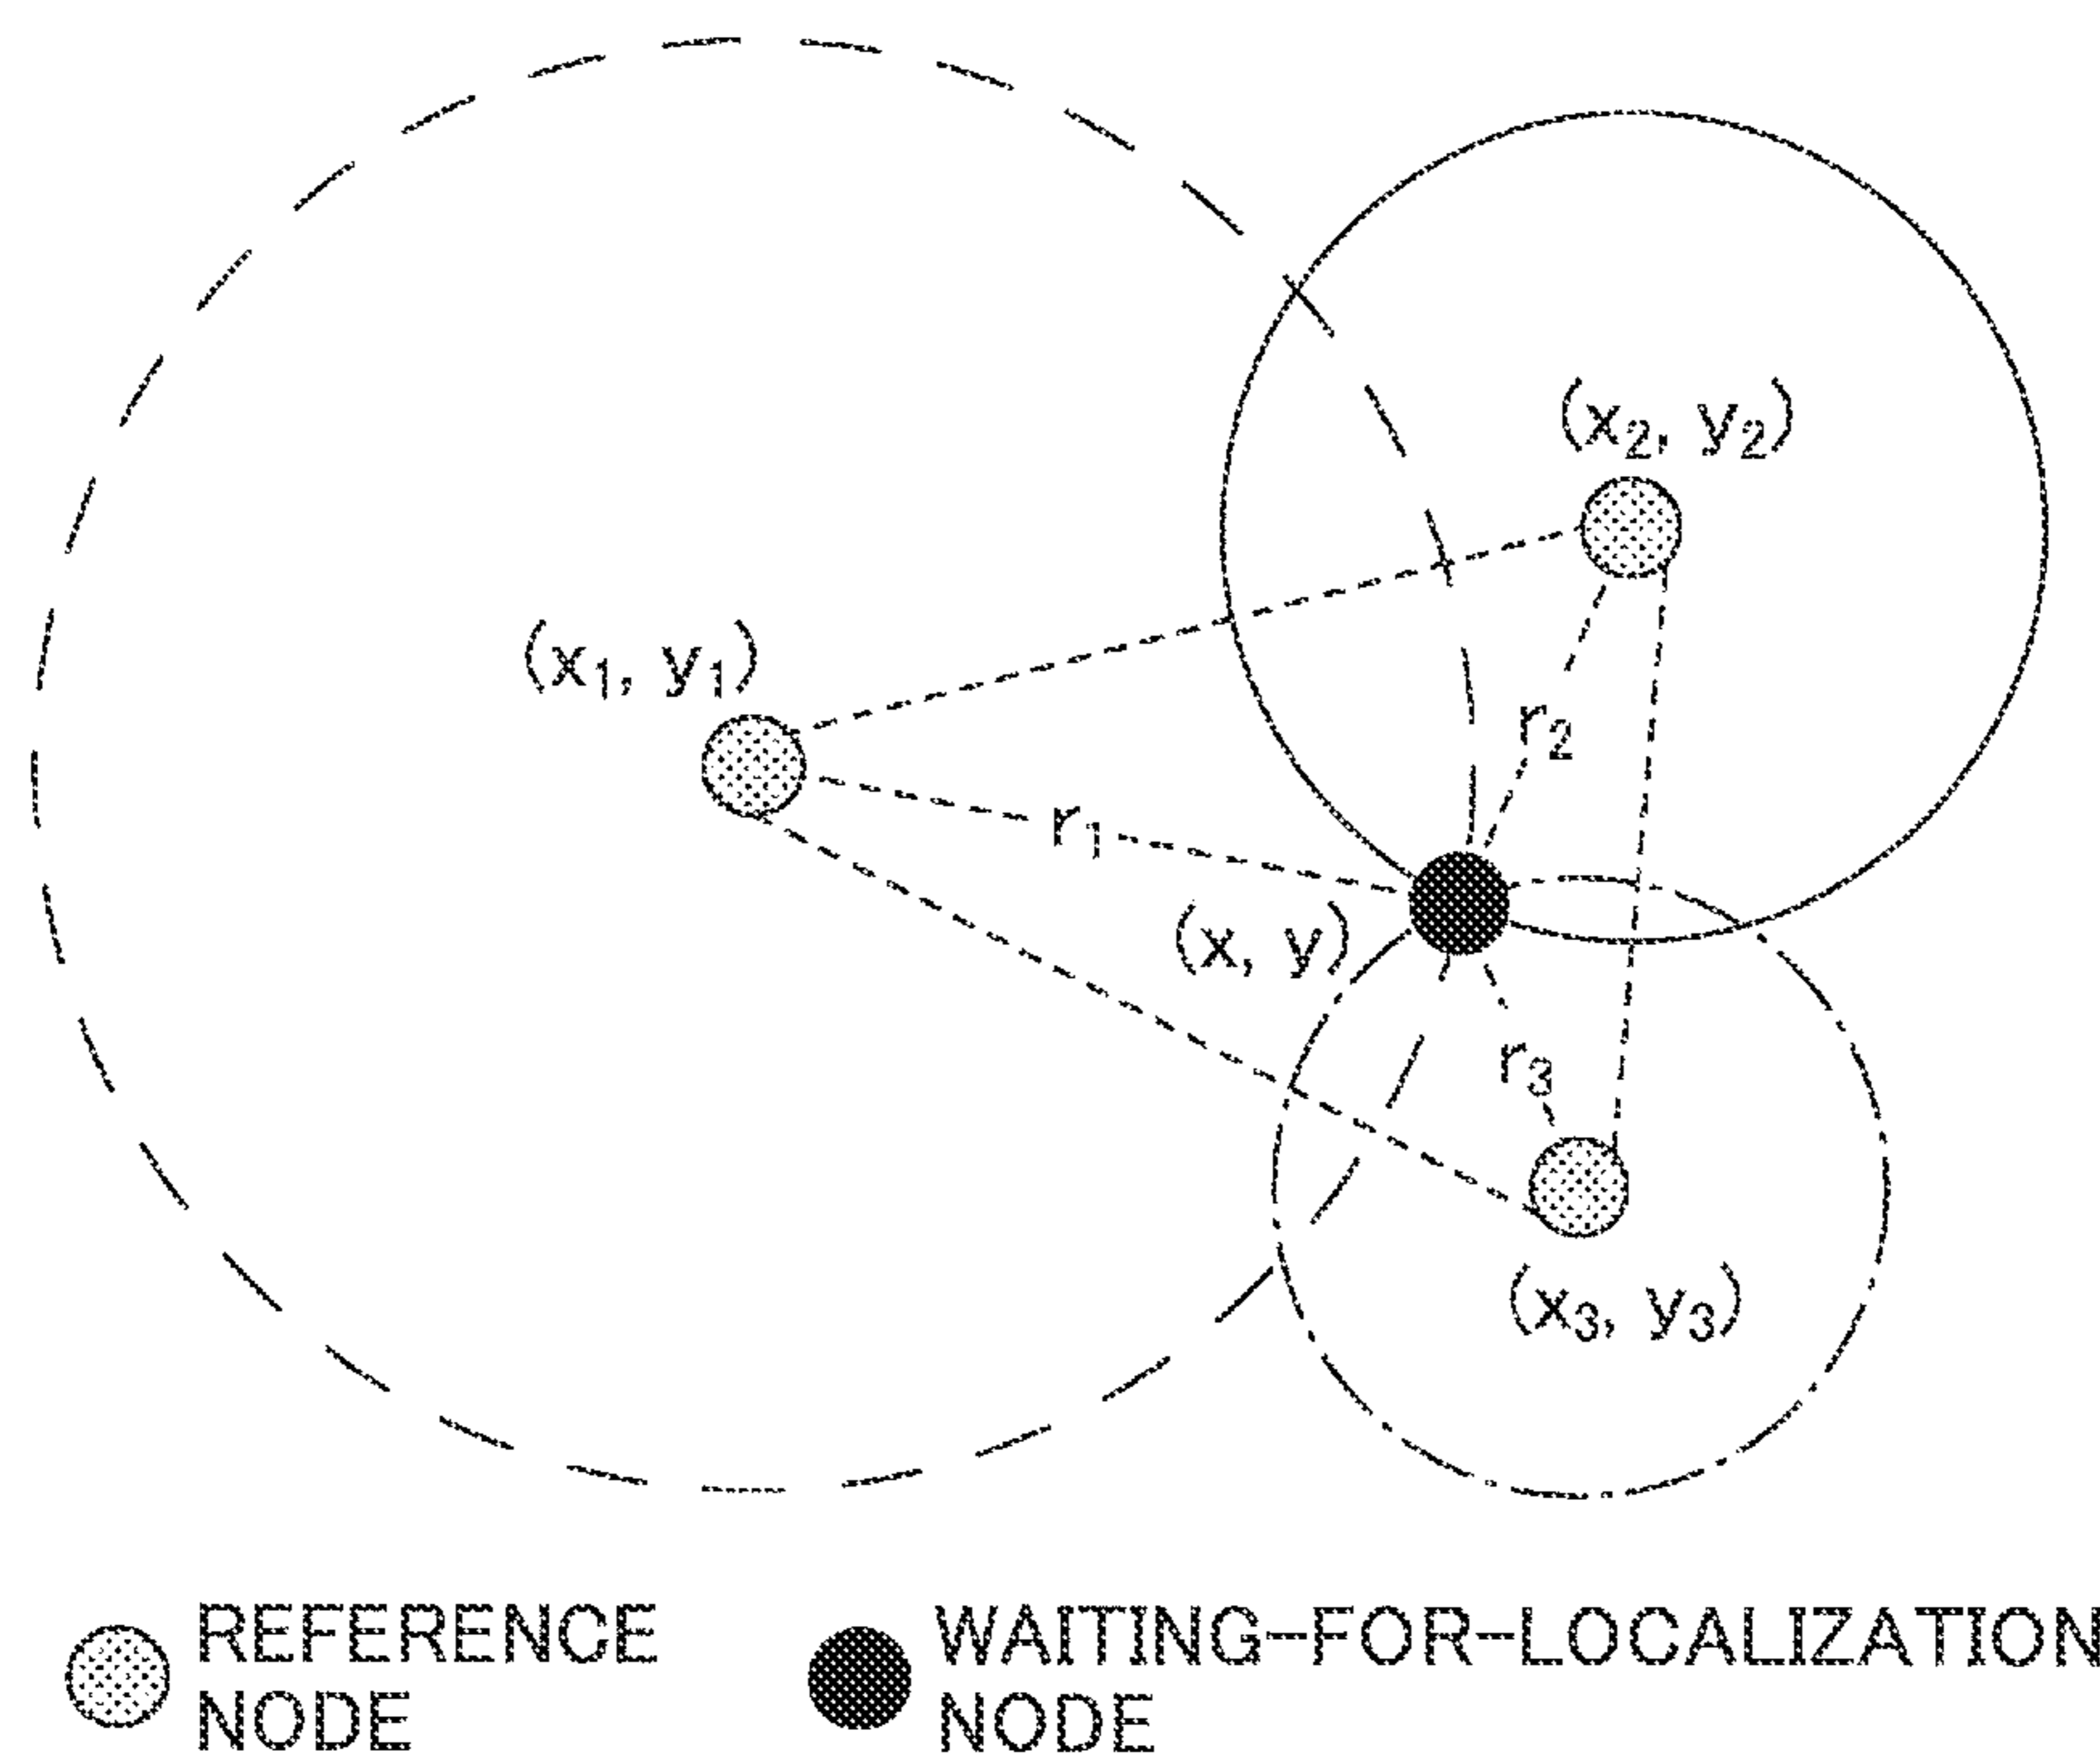 (x₂, y₂)
(x₁, y₁)
r₂
r₁
(x, y)
r₃
(x₃, y₃)
REFERENCE
NODE
WAITING-FOR-LOCALIZATION
NODE